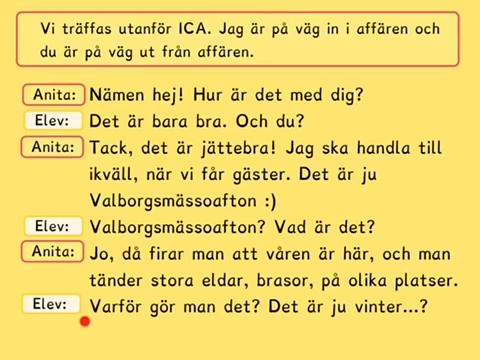 Vi träffas utanför ICA. Jag är på väg in i affären och
du är på väg ut från affären.
Anita: Nämen hej! Hur är det med dig?
Elev: Det är bara bra. Och du?
Anita: Tack, det är jättebra! Jag ska handla till
ikväll, när vi får gäster. Det är ju
Valborgsmässoafton :)
Elev: Valborgsmässoafton? Vad är det?
Anita: Jo, då firar man att våren är här, och man
tänder stora eldar, brasor, på olika platser.
Elev: Varför gör man det? Det är ju vinter...?